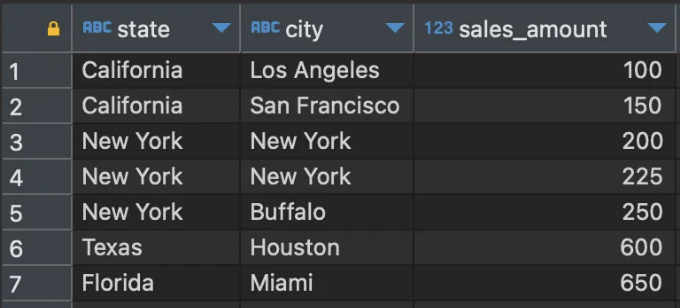 ABC state ABC city 123 sales_amount
1 California Los Angeles 100
2 California San Francisco 150
3 New York New York 200
4 New York New York 225
5 New York Buffalo 250
6 Texas Houston 600
7 Florida Miami 650